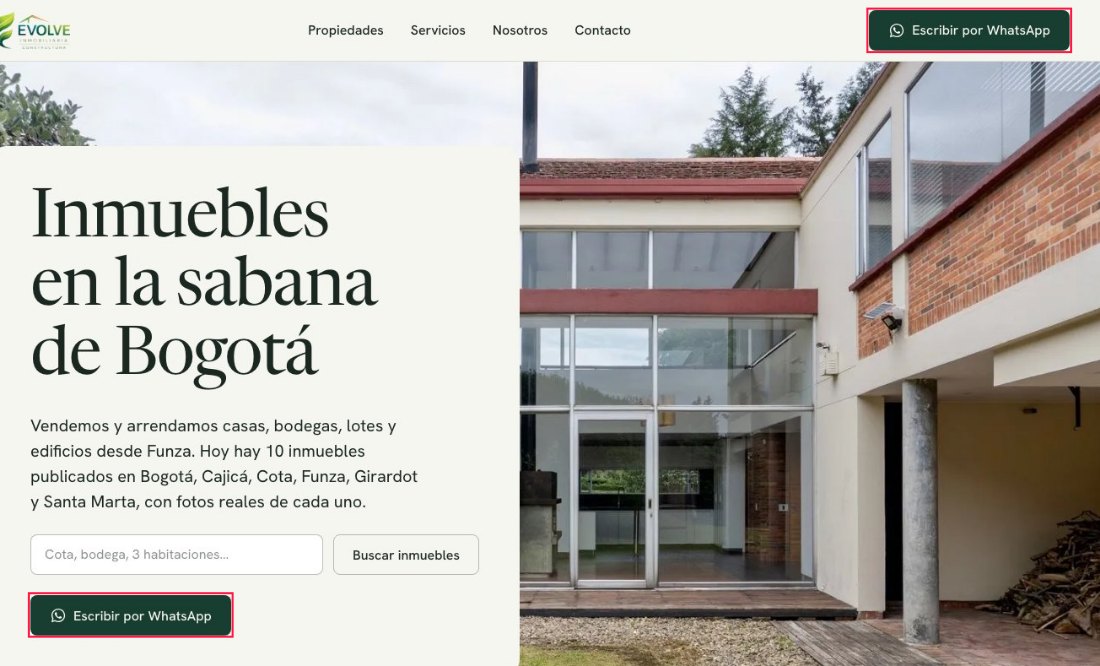 EVOLVE
INMOBILIARIA
CONSTRUCTORA
Propiedades
Servicios
Nosotros
Contacto
Escribir por WhatsApp
Inmuebles
en la sabana
de Bogotá
Vendemos y arrendamos casas, bodegas, lotes y
edificios desde Funza. Hoy hay 10 inmuebles
publicados en Bogotá, Cajicá, Cota, Funza, Girardot
y Santa Marta, con fotos reales de cada uno.
Cota, bodega, 3 habitaciones...
Buscar inmuebles
Escribir por WhatsApp